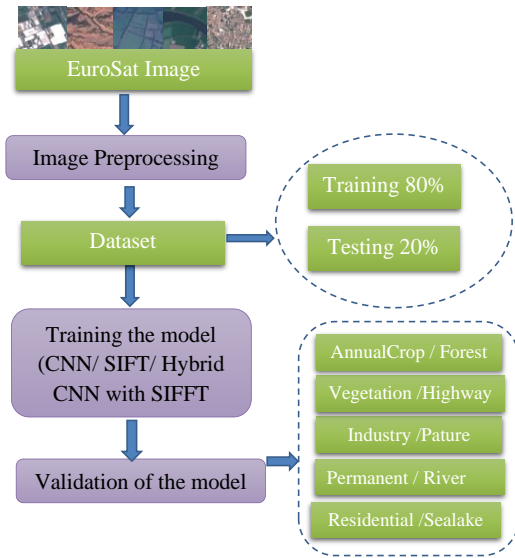 EuroSat Image
Image Preprocessing
Training 80%
Dataset
Testing 20%
Training the model
(CNN/ SIFT/ Hybrid
CNN with SIFFT
AnnualCrop / Forest
Vegetation /Highway
Industry /Pature
Validation of the model
Permanent / River
Residential /Sealake